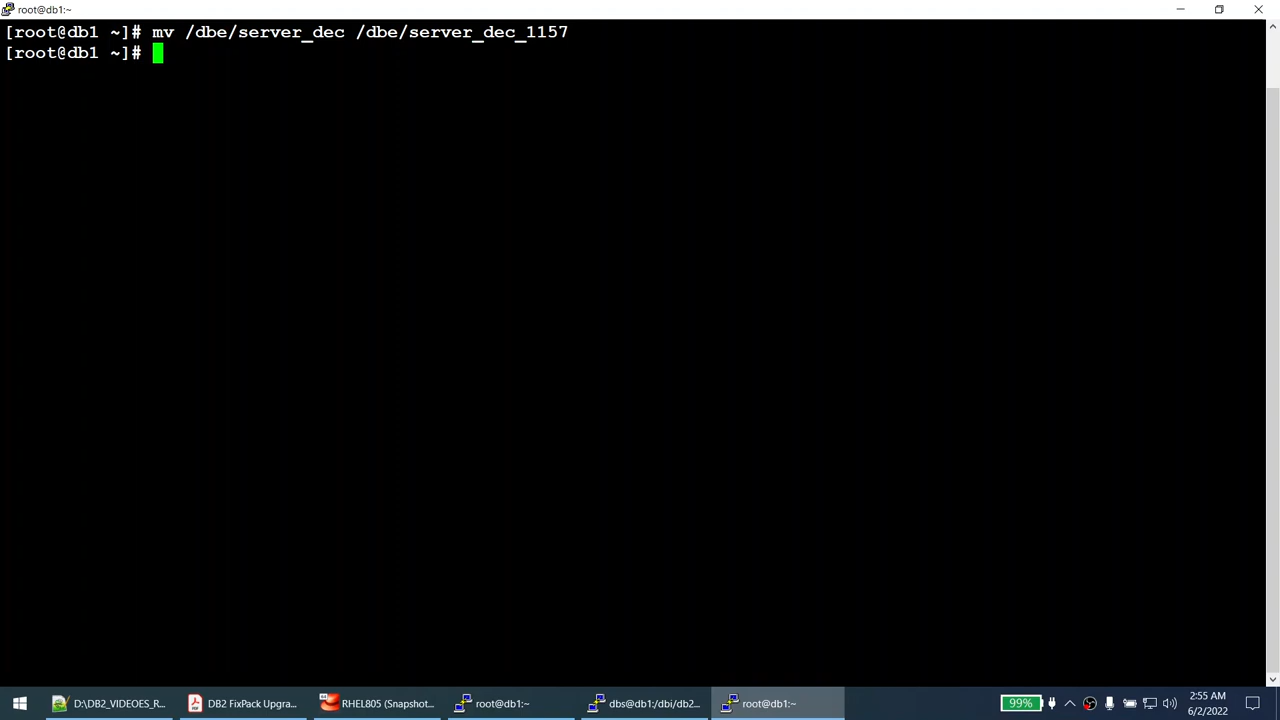 root@db1:~
[root@db1 ~]# mv /dbe/server_dec /dbe/server_dec_1157
[root@db1 ~]#
D:\DB2_VIDEOES_R...
DB2 FixPack Upgra...
RHEL805 (Snapshot...
root@db1:~
dbs@db1:/dbi/db2...
root@db1:~
99%
2:55 AM
6/2/2022